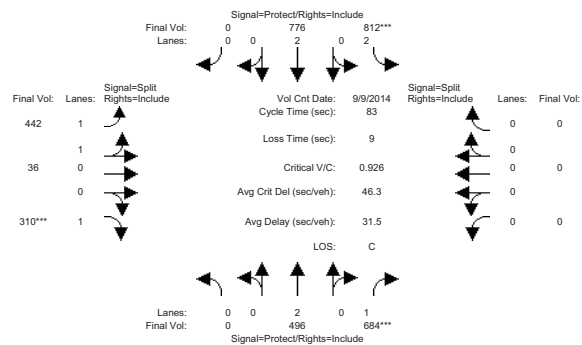 Signal=Protect/Rights=Include
Final Vol: 0 776 812***
Lanes: 0 0 2 0 2
Signal=Split
Final Vol: Lanes: Rights=Include
Vol Cnt Date: 9/9/2014
Signal=Split
Rights=Include Lanes: Final Vol:
Cycle Time (sec): 83
442 1 0 0
Loss Time (sec): 9
1 0
36 0 Critical V/C: 0.926 0 0
0 Avg Crit Del (sec/veh): 46.3 0
310*** 1 Avg Delay (sec/veh): 31.5 0 0
LOS: C
Lanes: 0 0 2 0 1
Final Vol: 0 496 684***
Signal=Protect/Rights=Include